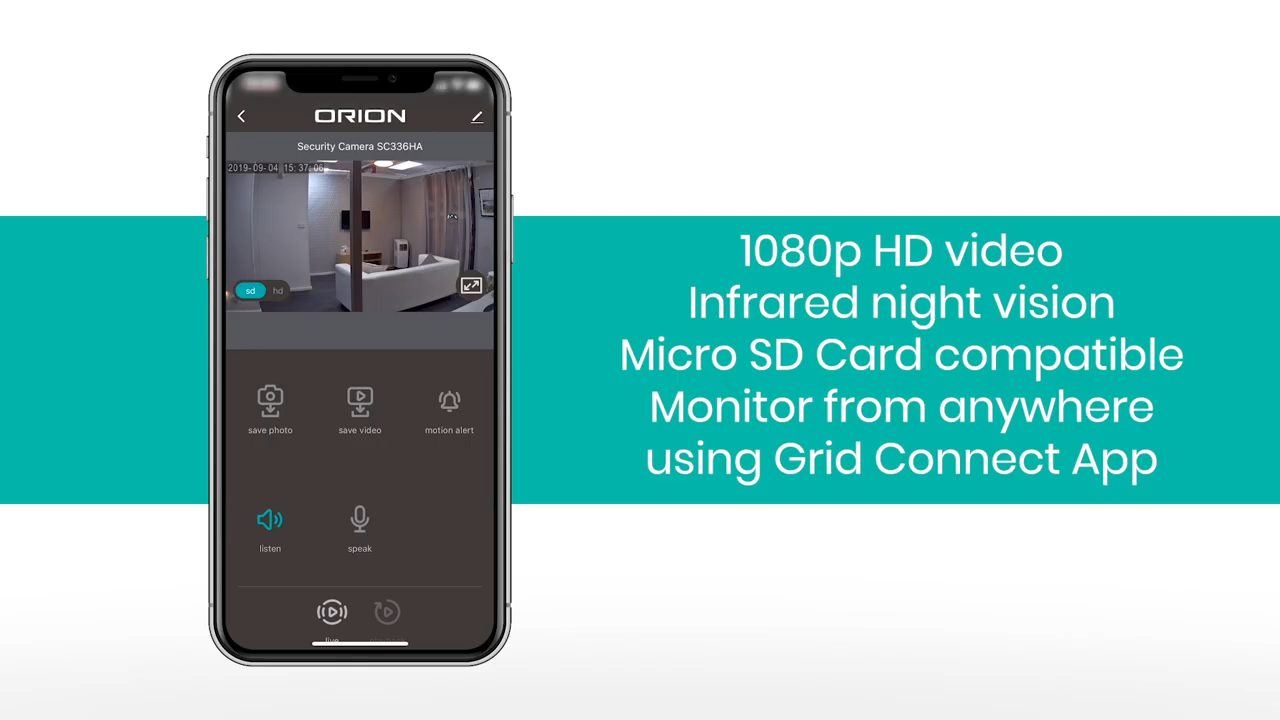 ORION
Security Camera SC336HA
2019-09-04 15:37:06
sd hd
save photo save video motion alert
listen speak
live
1080p HD video
Infrared night vision
Micro SD Card compatible
Monitor from anywhere
using Grid Connect App